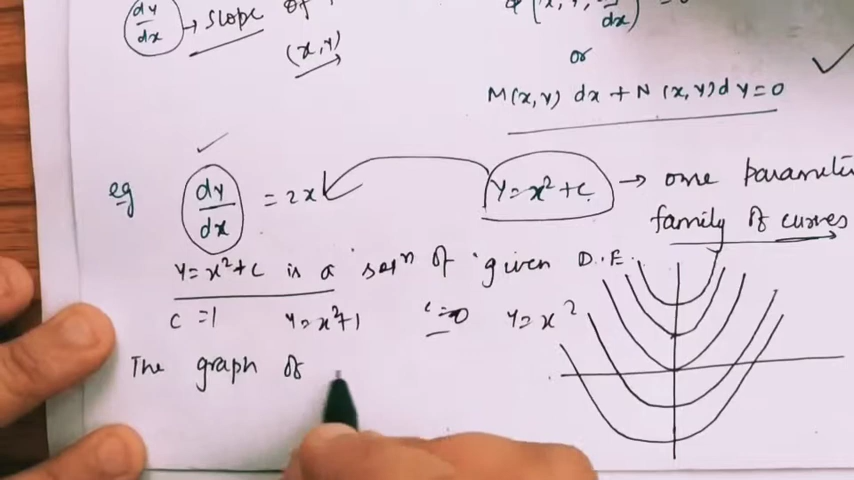 dy/dx → slope of
(x, y)
or
M(x, y) dx + N (x, y) dy = 0
eg dy/dx = 2x
y = x² + c → one parameter
family of curves
y = x² + c is a solⁿ of given D.E.
c = 1 y = x² + 1 c = 0 y = x²
The graph of